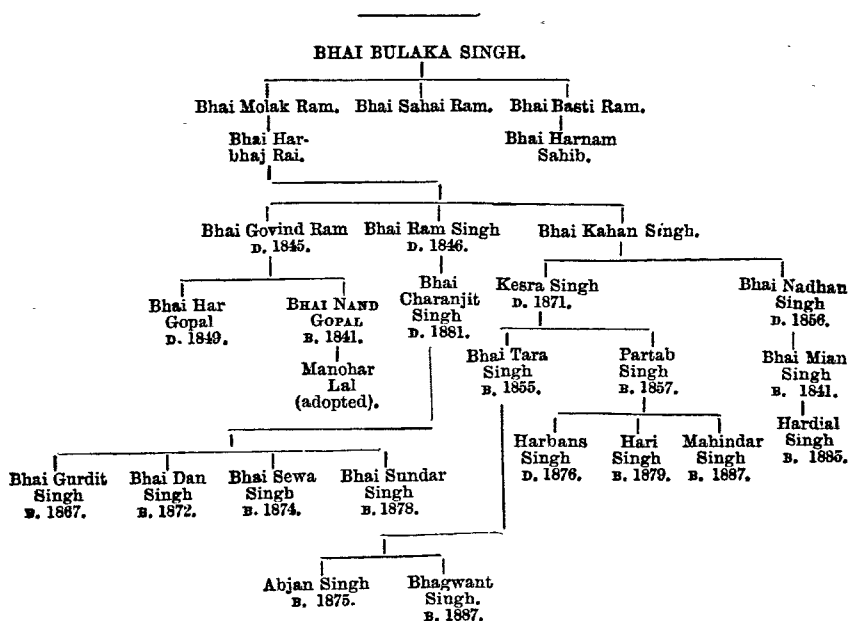 BHAI BULAKA SINGH.
Bhai Molak Ram. Bhai Sahai Ram. Bhai Basti Ram.
Bhai Har-
bhaj Rai.
Bhai Harnam
Sahib.
Bhai Govind Ram
D. 1845.
Bhai Ram Singh
D. 1846.
Bhai Kahan Singh.
Bhai Har
Gopal
D. 1849.
BHAI NAND
GOPAL
B. 1841.
Bhai
Charanjit
Singh
D. 1881.
Kesra Singh
D. 1871.
Bhai Nadhan
Singh
D. 1856.
Manohar
Lal
(adopted).
Bhai Tara
Singh
B. 1855.
Partab
Singh
B. 1857.
Bhai Mian
Singh
B. 1841.
Harbans
Singh
D. 1876.
Hari
Singh
B. 1879.
Mahindar
Singh
B. 1887.
Hardial
Singh
B. 1885.
Bhai Gurdit
Singh
B. 1867.
Bhai Dan
Singh
B. 1872.
Bhai Sewa
Singh
B. 1874.
Bhai Sundar
Singh
B. 1878.
Abjan Singh
B. 1875.
Bhagwant
Singh.
B. 1887.